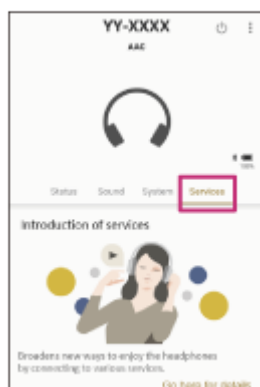 YY-XXXX
AAC
100%
Status Sound System Services
Introduction of services
Broadens new ways to enjoy the headphones
by connecting to various services.
Go here for details